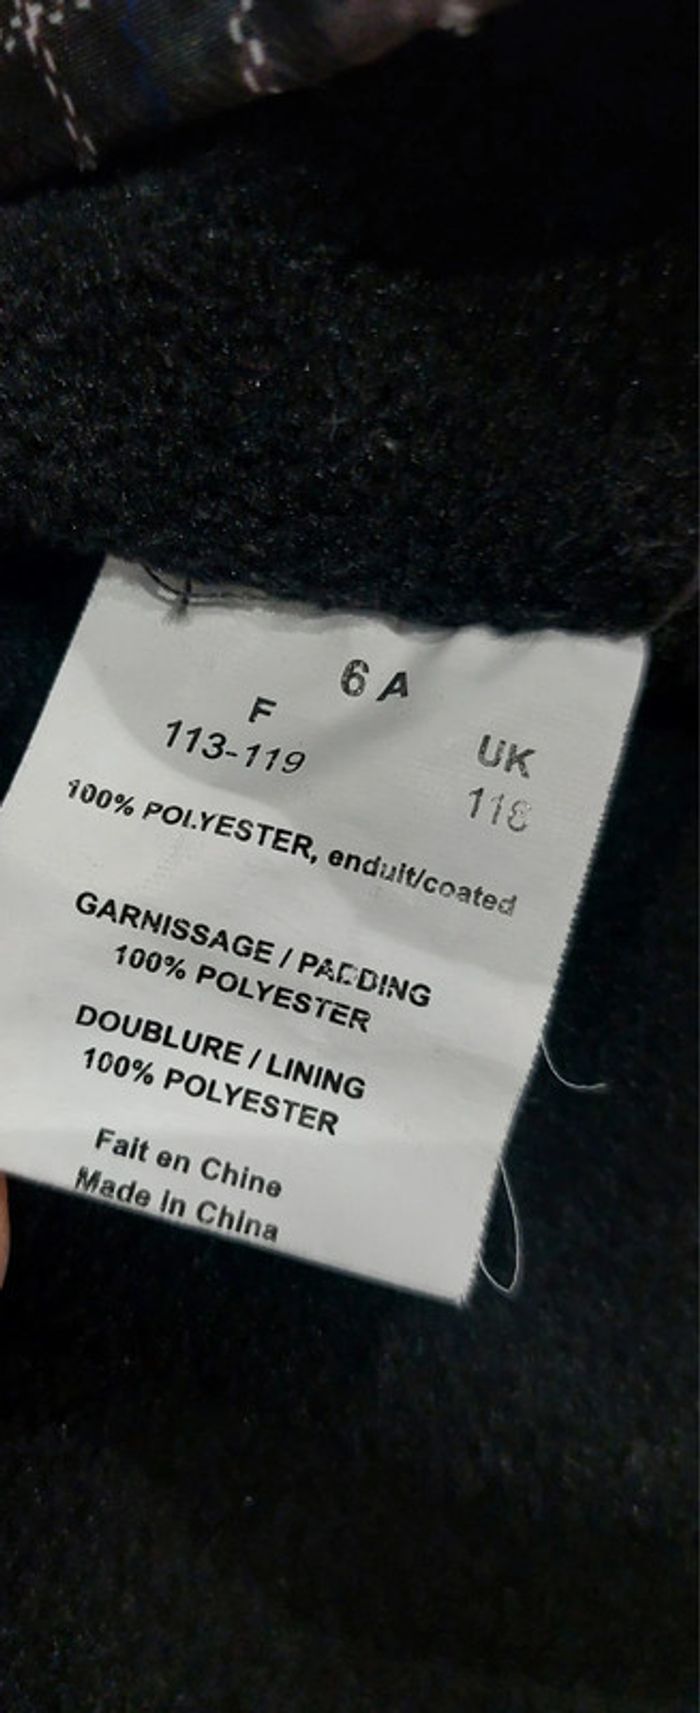 6 A
F UK
113-119 118
100% POLYESTER, enduit/coated
GARNISSAGE / PADDING
100% POLYESTER
DOUBLURE / LINING
100% POLYESTER
Fait en Chine
Made in China